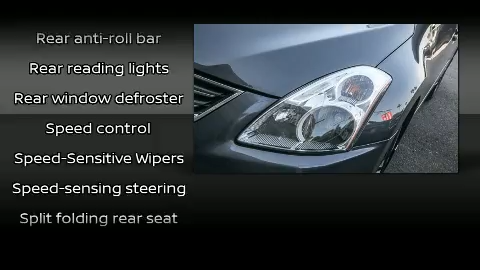 Rear anti-roll bar
Rear reading lights
Rear window defroster
Speed control
Speed-Sensitive Wipers
Speed-sensing steering
Split folding rear seat